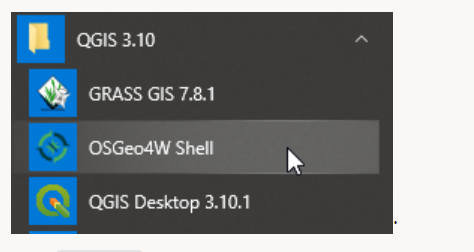 QGIS 3.10
GRASS GIS 7.8.1
OSGeo4W Shell
QGIS Desktop 3.10.1
.